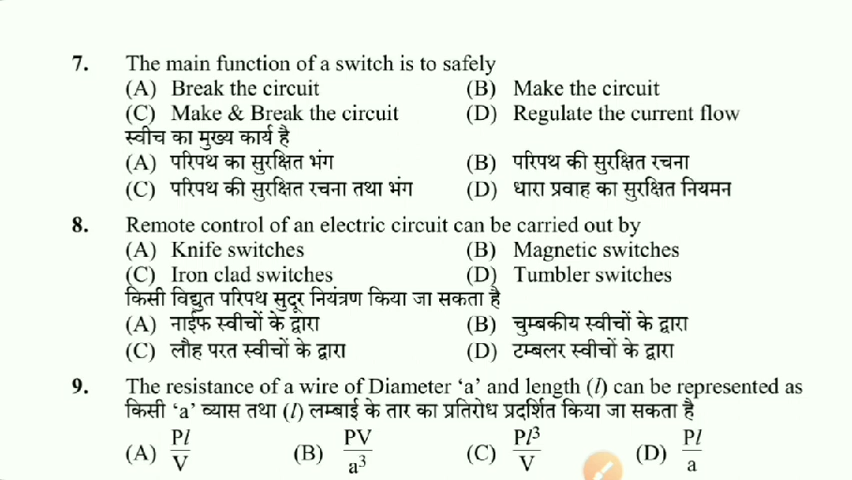 7. The main function of a switch is to safely
(A) Break the circuit (B) Make the circuit
(C) Make & Break the circuit (D) Regulate the current flow
स्वीच का मुख्य कार्य है
(A) परिपथ का सुरक्षित भंग (B) परिपथ की सुरक्षित रचना
(C) परिपथ की सुरक्षित रचना तथा भंग (D) धारा प्रवाह का सुरक्षित नियमन
8. Remote control of an electric circuit can be carried out by
(A) Knife switches (B) Magnetic switches
(C) Iron clad switches (D) Tumbler switches
किसी विद्युत परिपथ सुदूर नियंत्रण किया जा सकता है
(A) नाईफ स्वीचों के द्वारा (B) चुम्बकीय स्वीचों के द्वारा
(C) लौह परत स्वीचों के द्वारा (D) टम्बलर स्वीचों के द्वारा
9. The resistance of a wire of Diameter ‘a’ and length (l) can be represented as
किसी ‘a’ व्यास तथा (l) लम्बाई के तार का प्रतिरोध प्रदर्शित किया जा सकता है
(A) Pl/V (B) PV/a³ (C) Pl³/V (D) Pl/a